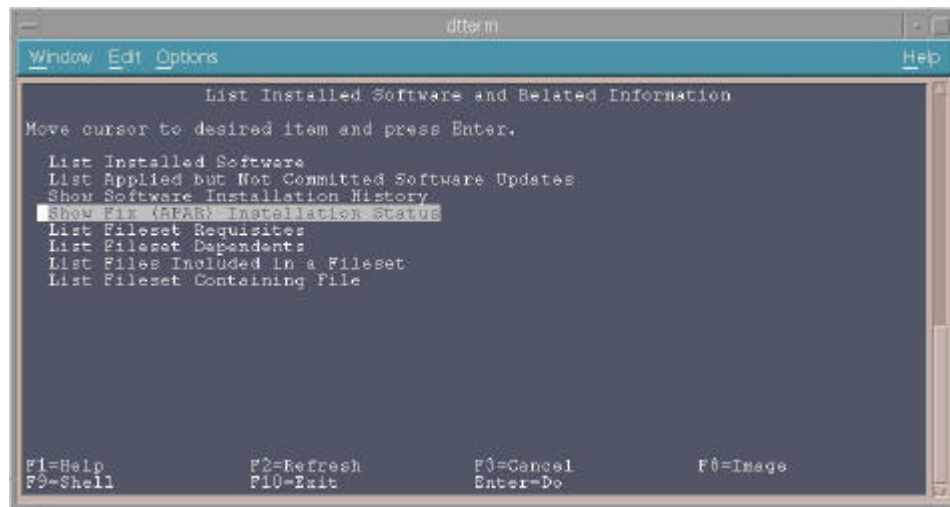 dtterm
Window Edit Options Help
List Installed Software and Related Information
Move cursor to desired item and press Enter.
List Installed Software
List Applied but Not Committed Software Updates
Show Software Installation History
Show Fix (APAR) Installation Status
List Fileset Requisites
List Fileset Dependents
List Files Included in a Fileset
List Fileset Containing File
F1=Help F2=Refresh F3=Cancel F8=Image
F9=Shell F10=Exit Enter=Do